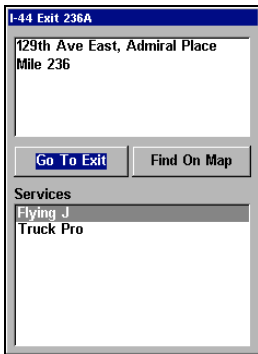 I-44 Exit 236A
129th Ave East, Admiral Place
Mile 236
Go To Exit
Find On Map
Services
Flying J
Truck Pro